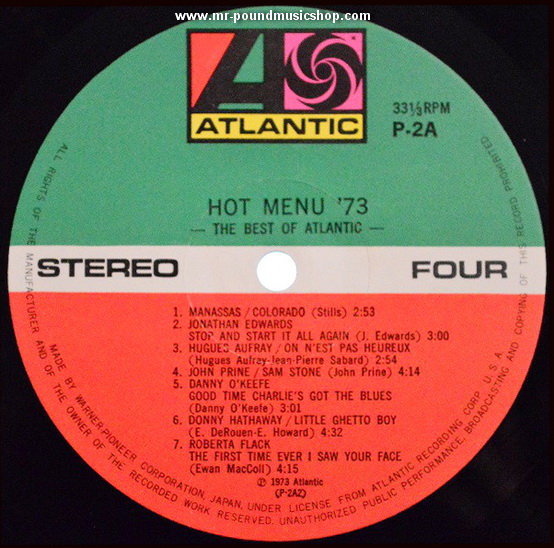 www.mr-poundmusicshop.com
ATLANTIC
33⅓RPM
P-2A
HOT MENU '73
— THE BEST OF ATLANTIC —
STEREO
FOUR
1. MANASSAS / COLORADO (Stills) 2:53
2. JONATHAN EDWARDS
STOP AND START IT ALL AGAIN (J. Edwards) 3:00
3. HUGUES AUFRAY / ON N'EST PAS HEUREUX
(Hugues Aufray-Jean-Pierre Sabard) 2:54
4. JOHN PRINE / SAM STONE (John Prine) 4:14
5. DANNY O'KEEFE
GOOD TIME CHARLIE'S GOT THE BLUES
(Danny O'Keefe) 3:01
6. DONNY HATHAWAY / LITTLE GHETTO BOY
(E. DeRouen-E. Howard) 4:32
7. ROBERTA FLACK
THE FIRST TIME EVER I SAW YOUR FACE
(Ewan MacColl) 4:15
℗ 1973 Atlantic
(P-2AZ)
ALL RIGHTS OF THE MANUFACTURER AND OF THE OWNER OF THE RECORDED WORK RESERVED. UNAUTHORIZED PUBLIC PERFORMANCE, BROADCASTING AND COPYING OF THIS RECORD PROHIBITED
MADE BY WARNER-PIONEER CORPORATION, JAPAN, UNDER LICENSE FROM ATLANTIC RECORDING CORP. U.S.A.